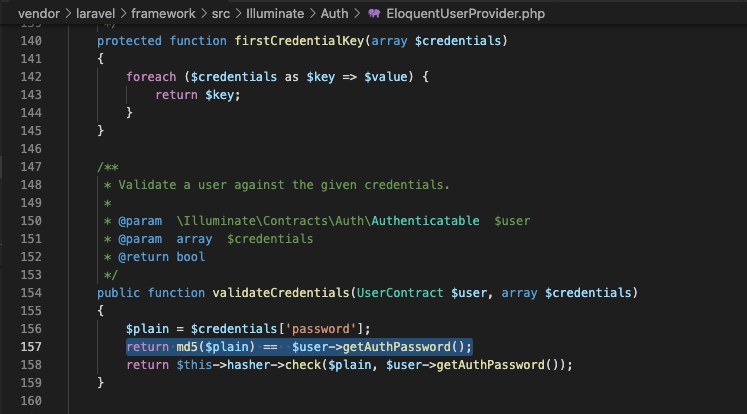 vendor > laravel > framework > src > Illuminate > Auth > EloquentUserProvider.php
139 */
140 protected function firstCredentialKey(array $credentials)
141 {
142 foreach ($credentials as $key => $value) {
143 return $key;
144 }
145 }
146
147 /**
148 * Validate a user against the given credentials.
149 *
150 * @param \Illuminate\Contracts\Auth\Authenticatable $user
151 * @param array $credentials
152 * @return bool
153 */
154 public function validateCredentials(UserContract $user, array $credentials)
155 {
156 $plain = $credentials['password'];
157 return md5($plain) == $user->getAuthPassword();
158 return $this->hasher->check($plain, $user->getAuthPassword());
159 }
160